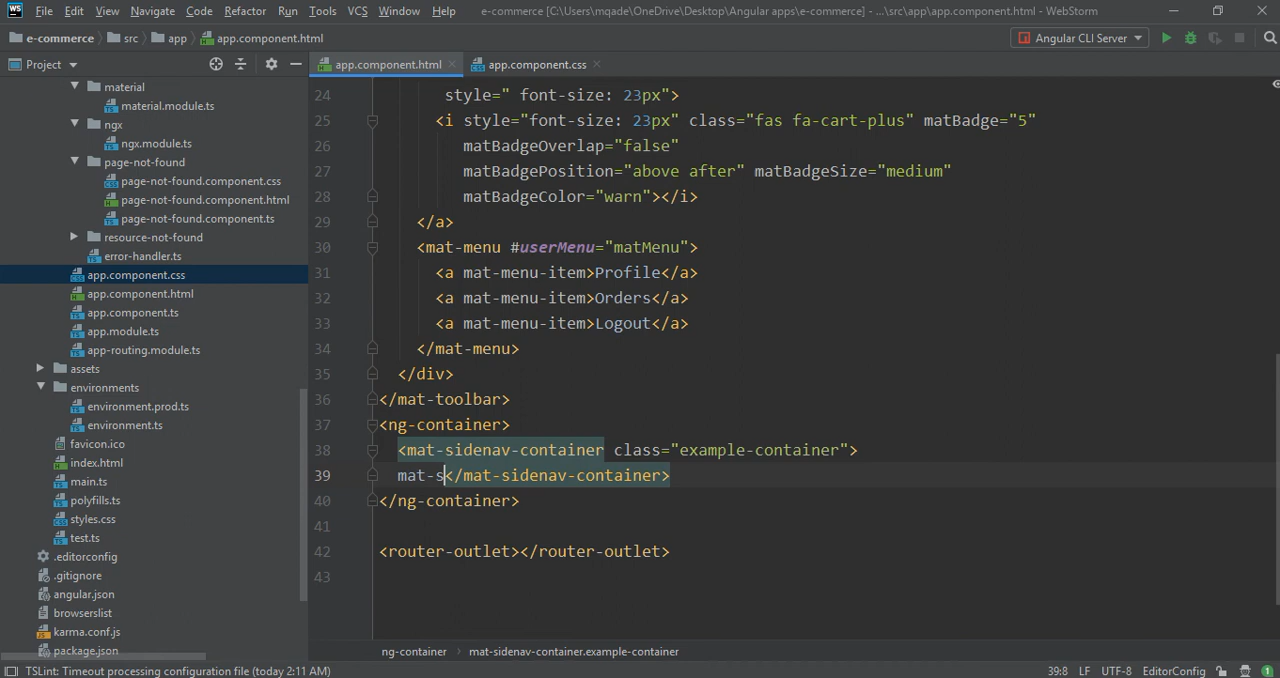 WS File Edit View Navigate Code Refactor Run Tools VCS Window Help e-commerce [C:\Users\mqade\OneDrive\Desktop\Angular apps\e-commerce] - ...\src\app\app.component.html - WebStorm
e-commerce src app app.component.html Angular CLI Server
Project app.component.html app.component.css
material
material.module.ts
ngx
ngx.module.ts
page-not-found
page-not-found.component.css
page-not-found.component.html
page-not-found.component.ts
resource-not-found
error-handler.ts
app.component.css
app.component.html
app.component.ts
app.module.ts
app-routing.module.ts
assets
environments
environment.prod.ts
environment.ts
favicon.ico
index.html
main.ts
polyfills.ts
styles.css
test.ts
.editorconfig
.gitignore
angular.json
browserslist
karma.conf.js
package.json
24 style=" font-size: 23px">
25 <i style="font-size: 23px" class="fas fa-cart-plus" matBadge="5"
26 matBadgeOverlap="false"
27 matBadgePosition="above after" matBadgeSize="medium"
28 matBadgeColor="warn"></i>
29 </a>
30 <mat-menu #userMenu="matMenu">
31 <a mat-menu-item>Profile</a>
32 <a mat-menu-item>Orders</a>
33 <a mat-menu-item>Logout</a>
34 </mat-menu>
35 </div>
36 </mat-toolbar>
37 <ng-container>
38 <mat-sidenav-container class="example-container">
39 mat-s</mat-sidenav-container>
40 </ng-container>
41
42 <router-outlet></router-outlet>
43
ng-container mat-sidenav-container.example-container
TSLint: Timeout processing configuration file (today 2:11 AM) 39:8 LF UTF-8 EditorConfig 1